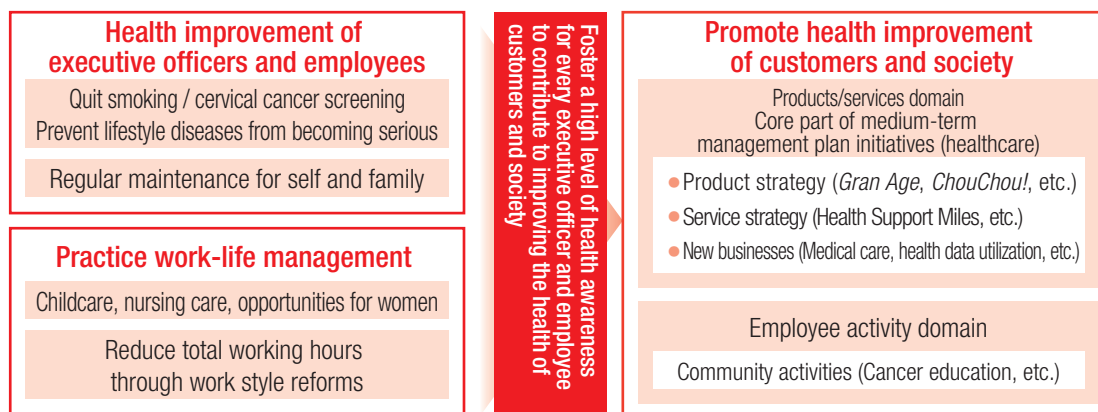 Health improvement of
executive officers and employees
Quit smoking / cervical cancer screening
Prevent lifestyle diseases from becoming serious
Regular maintenance for self and family
Practice work-life management
Childcare, nursing care, opportunities for women
Reduce total working hours
through work style reforms
Foster a high level of health awareness
for every executive officer and employee
to contribute to improving the health of
customers and society
Promote health improvement
of customers and society
Products/services domain
Core part of medium-term
management plan initiatives (healthcare)
● Product strategy (Gran Age, ChouChou!, etc.)
● Service strategy (Health Support Miles, etc.)
● New businesses (Medical care, health data utilization, etc.)
Employee activity domain
Community activities (Cancer education, etc.)